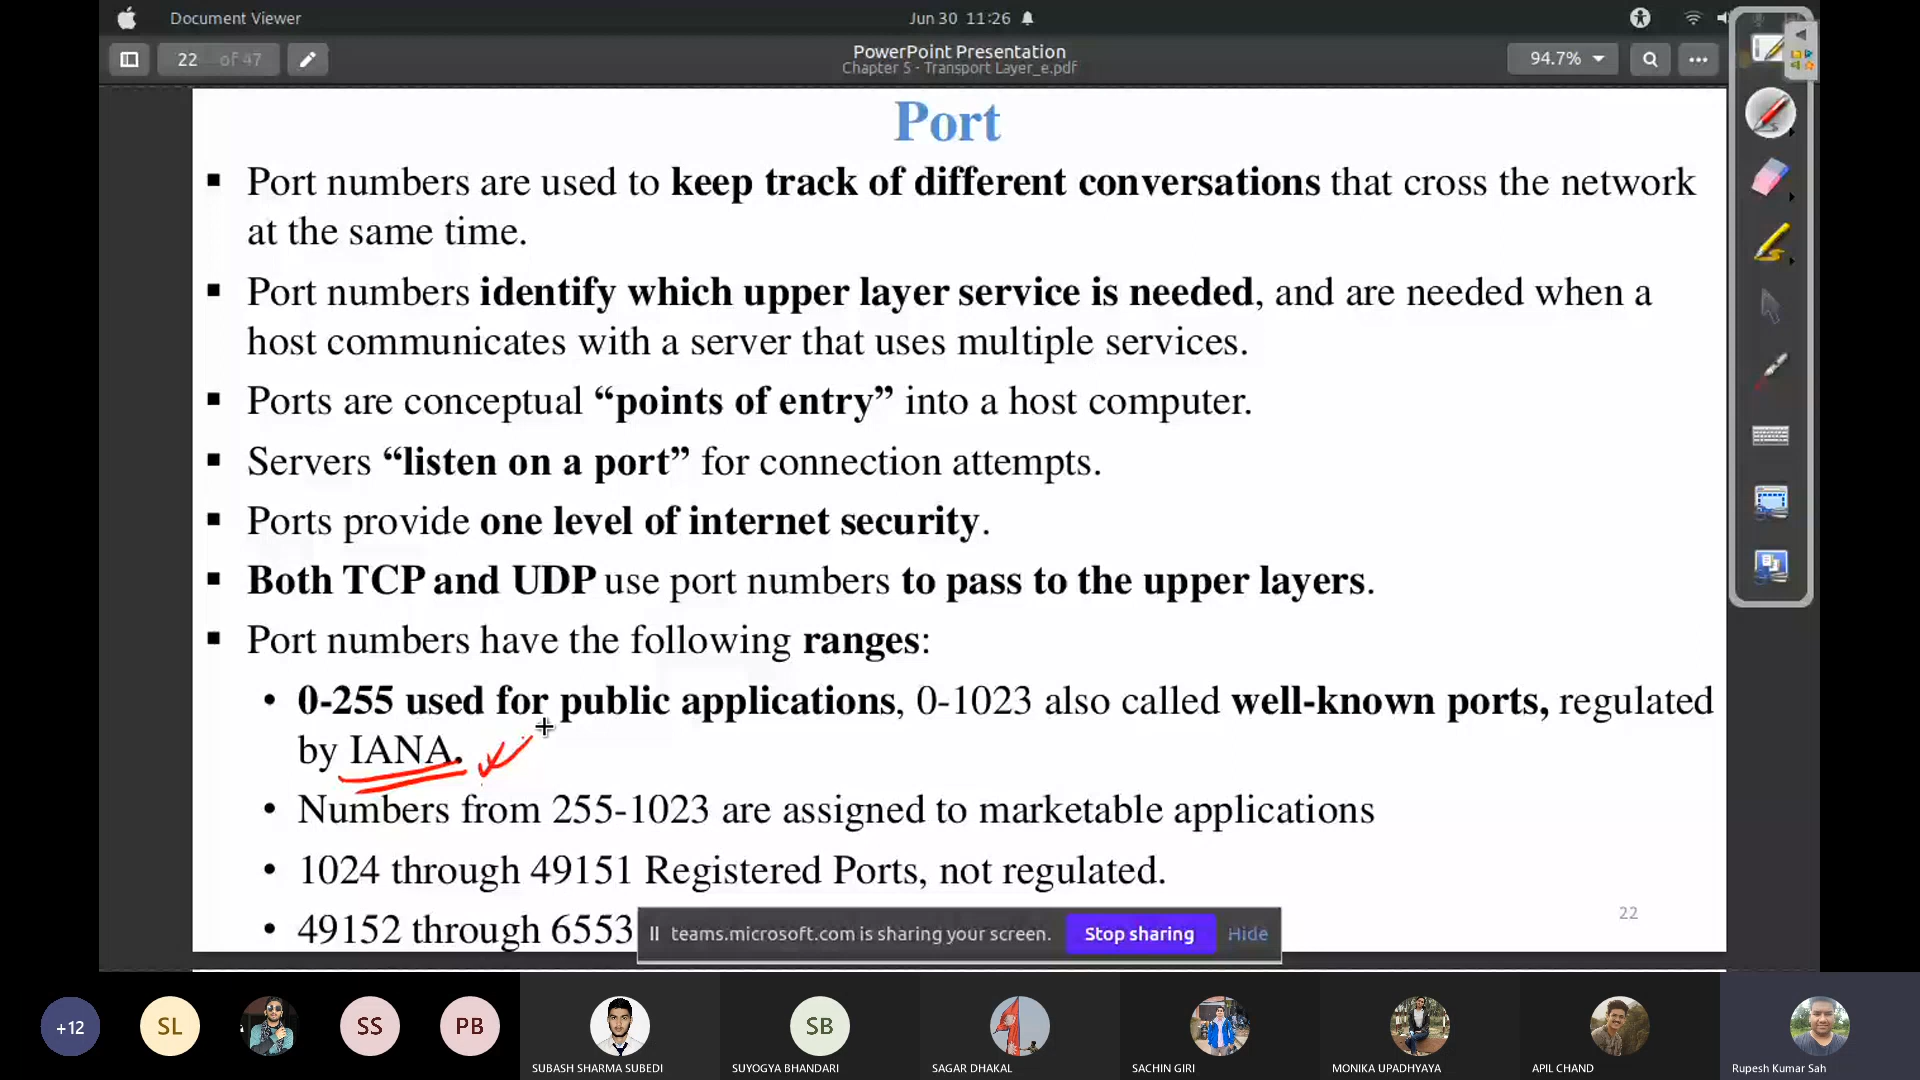 Document Viewer
Jun 30 11:26
22 of 47
PowerPoint Presentation
Chapter 5 - Transport Layer_e.pdf
94.7%
Port
▪ Port numbers are used to keep track of different conversations that cross the network
at the same time.
▪ Port numbers identify which upper layer service is needed, and are needed when a
host communicates with a server that uses multiple services.
▪ Ports are conceptual “points of entry” into a host computer.
▪ Servers “listen on a port” for connection attempts.
▪ Ports provide one level of internet security.
▪ Both TCP and UDP use port numbers to pass to the upper layers.
▪ Port numbers have the following ranges:
• 0-255 used for public applications, 0-1023 also called well-known ports, regulated
by IANA.
• Numbers from 255-1023 are assigned to marketable applications
• 1024 through 49151 Registered Ports, not regulated.
• 49152 through 6553
22
teams.microsoft.com is sharing your screen. Stop sharing Hide
+12 SL SS PB SB
SUBASH SHARMA SUBEDI SUYOGYA BHANDARI SAGAR DHAKAL SACHIN GIRI MONIKA UPADHYAYA APIL CHAND Rupesh Kumar Sah